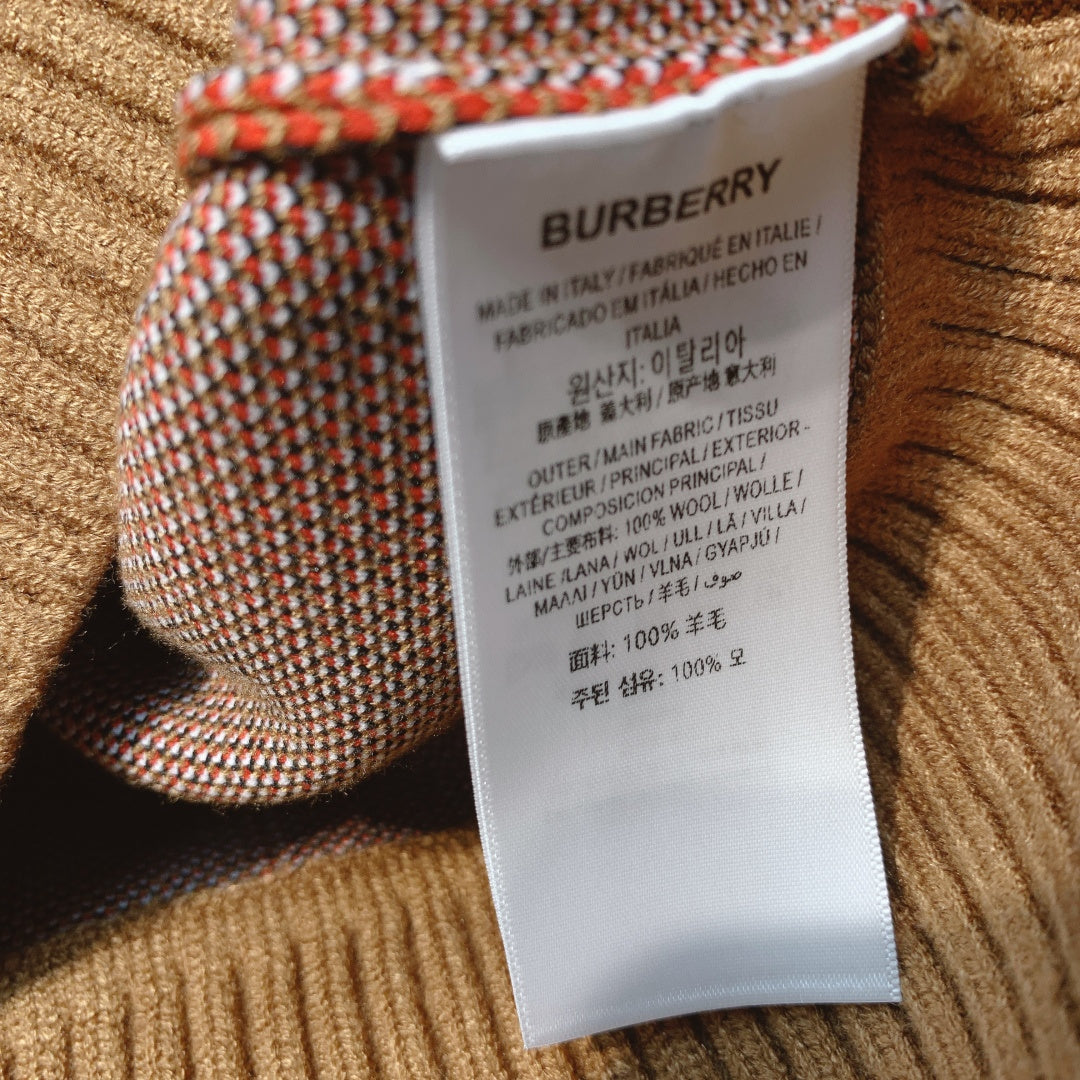 BURBERRY
MADE IN ITALY / FABRIQUÉ EN ITALIE /
FABRICADO EM ITÁLIA / HECHO EN
ITALIA
원산지: 이탈리아
原產地 義大利 / 原产地 意大利
OUTER / MAIN FABRIC / TISSU
EXTÉRIEUR / PRINCIPAL / EXTERIOR -
COMPOSICION PRINCIPAL /
外部/主要布料: 100% WOOL / WOLLE /
LAINE /LANA / WOL / ULL / LÃ / VILLA /
ΜΑΛΛΊ / YÜN / VLNA / GYAPJÚ /
ШЕРСТЬ / 羊毛 / صوف
面料: 100% 羊毛
주된 섬유: 100% 모